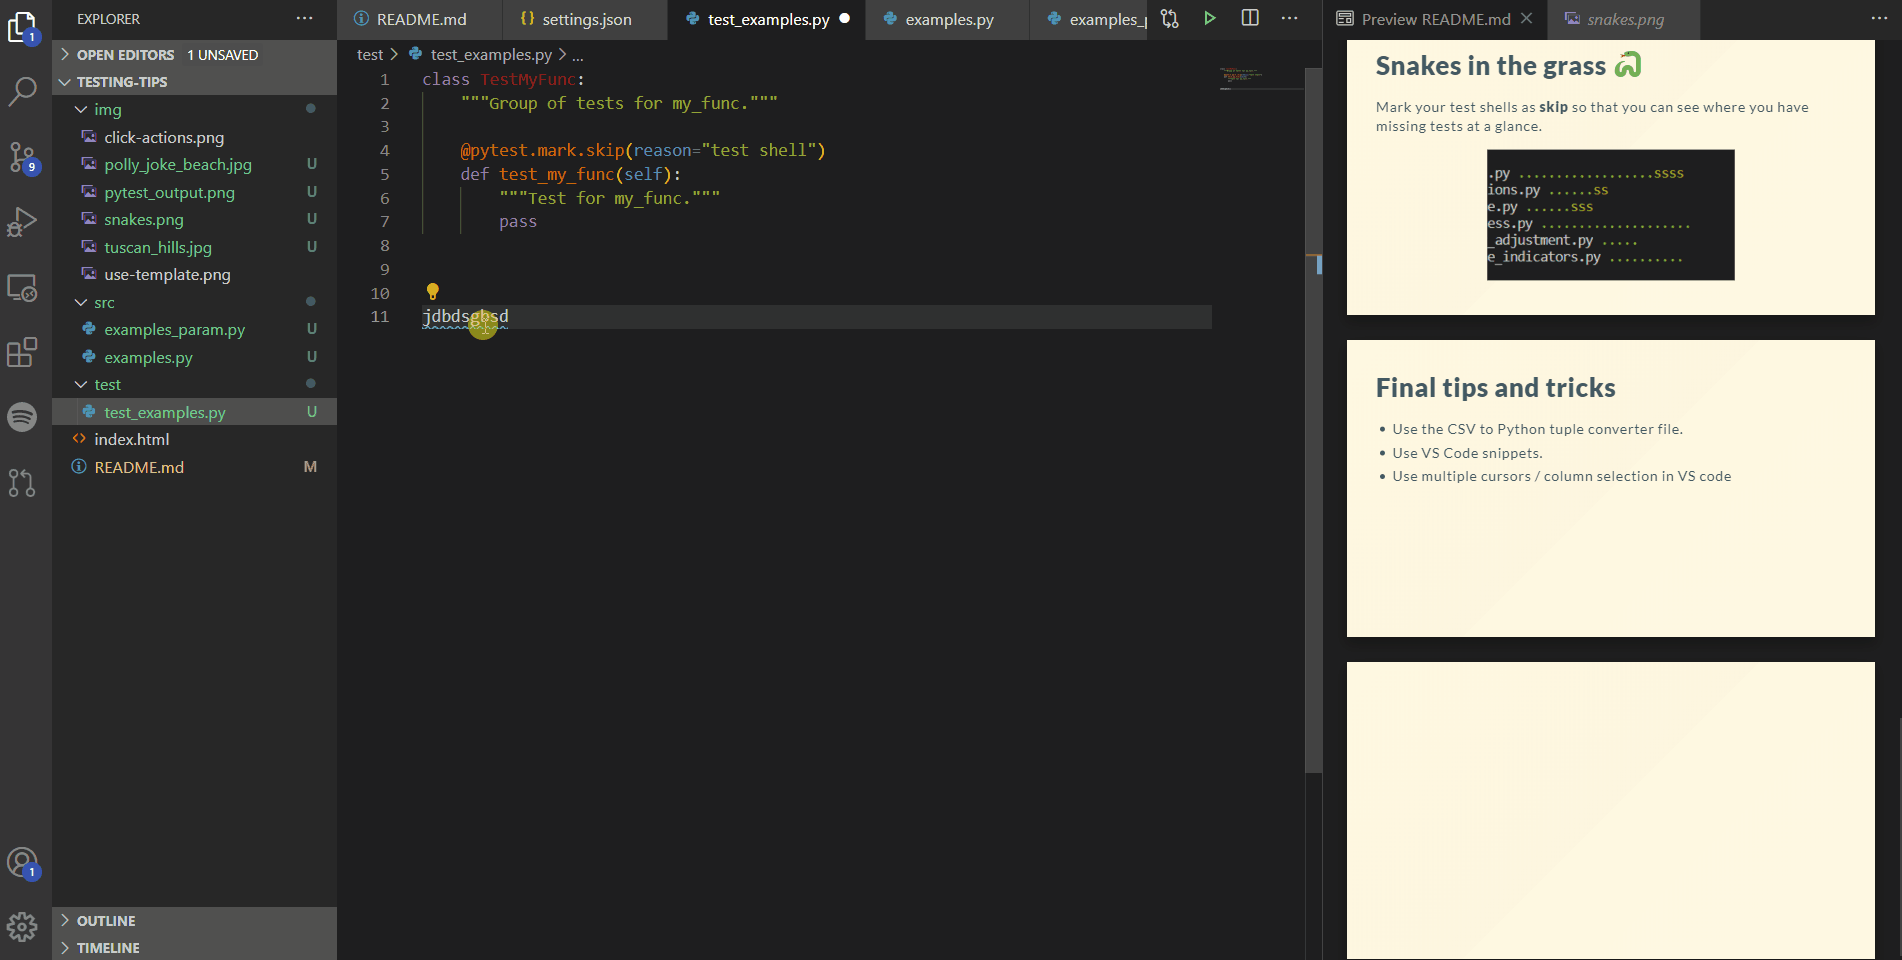 EXPLORER
1
OPEN EDITORS 1 UNSAVED
TESTING-TIPS
img
click-actions.png
polly_joke_beach.jpg U
pytest_output.png U
snakes.png U
tuscan_hills.jpg U
use-template.png
src
examples_param.py U
examples.py U
test
test_examples.py U
index.html
README.md M
9
1
OUTLINE
TIMELINE
README.md
{} settings.json
test_examples.py
examples.py
examples_p
test > test_examples.py > ...
1 class TestMyFunc:
2 """Group of tests for my_func."""
3
4 @pytest.mark.skip(reason="test shell")
5 def test_my_func(self):
6 """Test for my_func."""
7 pass
8
9
10
11 jdbdsgbsd
Preview README.md
snakes.png
Snakes in the grass
Mark your test shells as skip so that you can see where you have
missing tests at a glance.
.py ..................ssss
ions.py ......ss
e.py ......sss
ess.py ....................
_adjustment.py .....
e_indicators.py ..........
Final tips and tricks
• Use the CSV to Python tuple converter file.
• Use VS Code snippets.
• Use multiple cursors / column selection in VS code